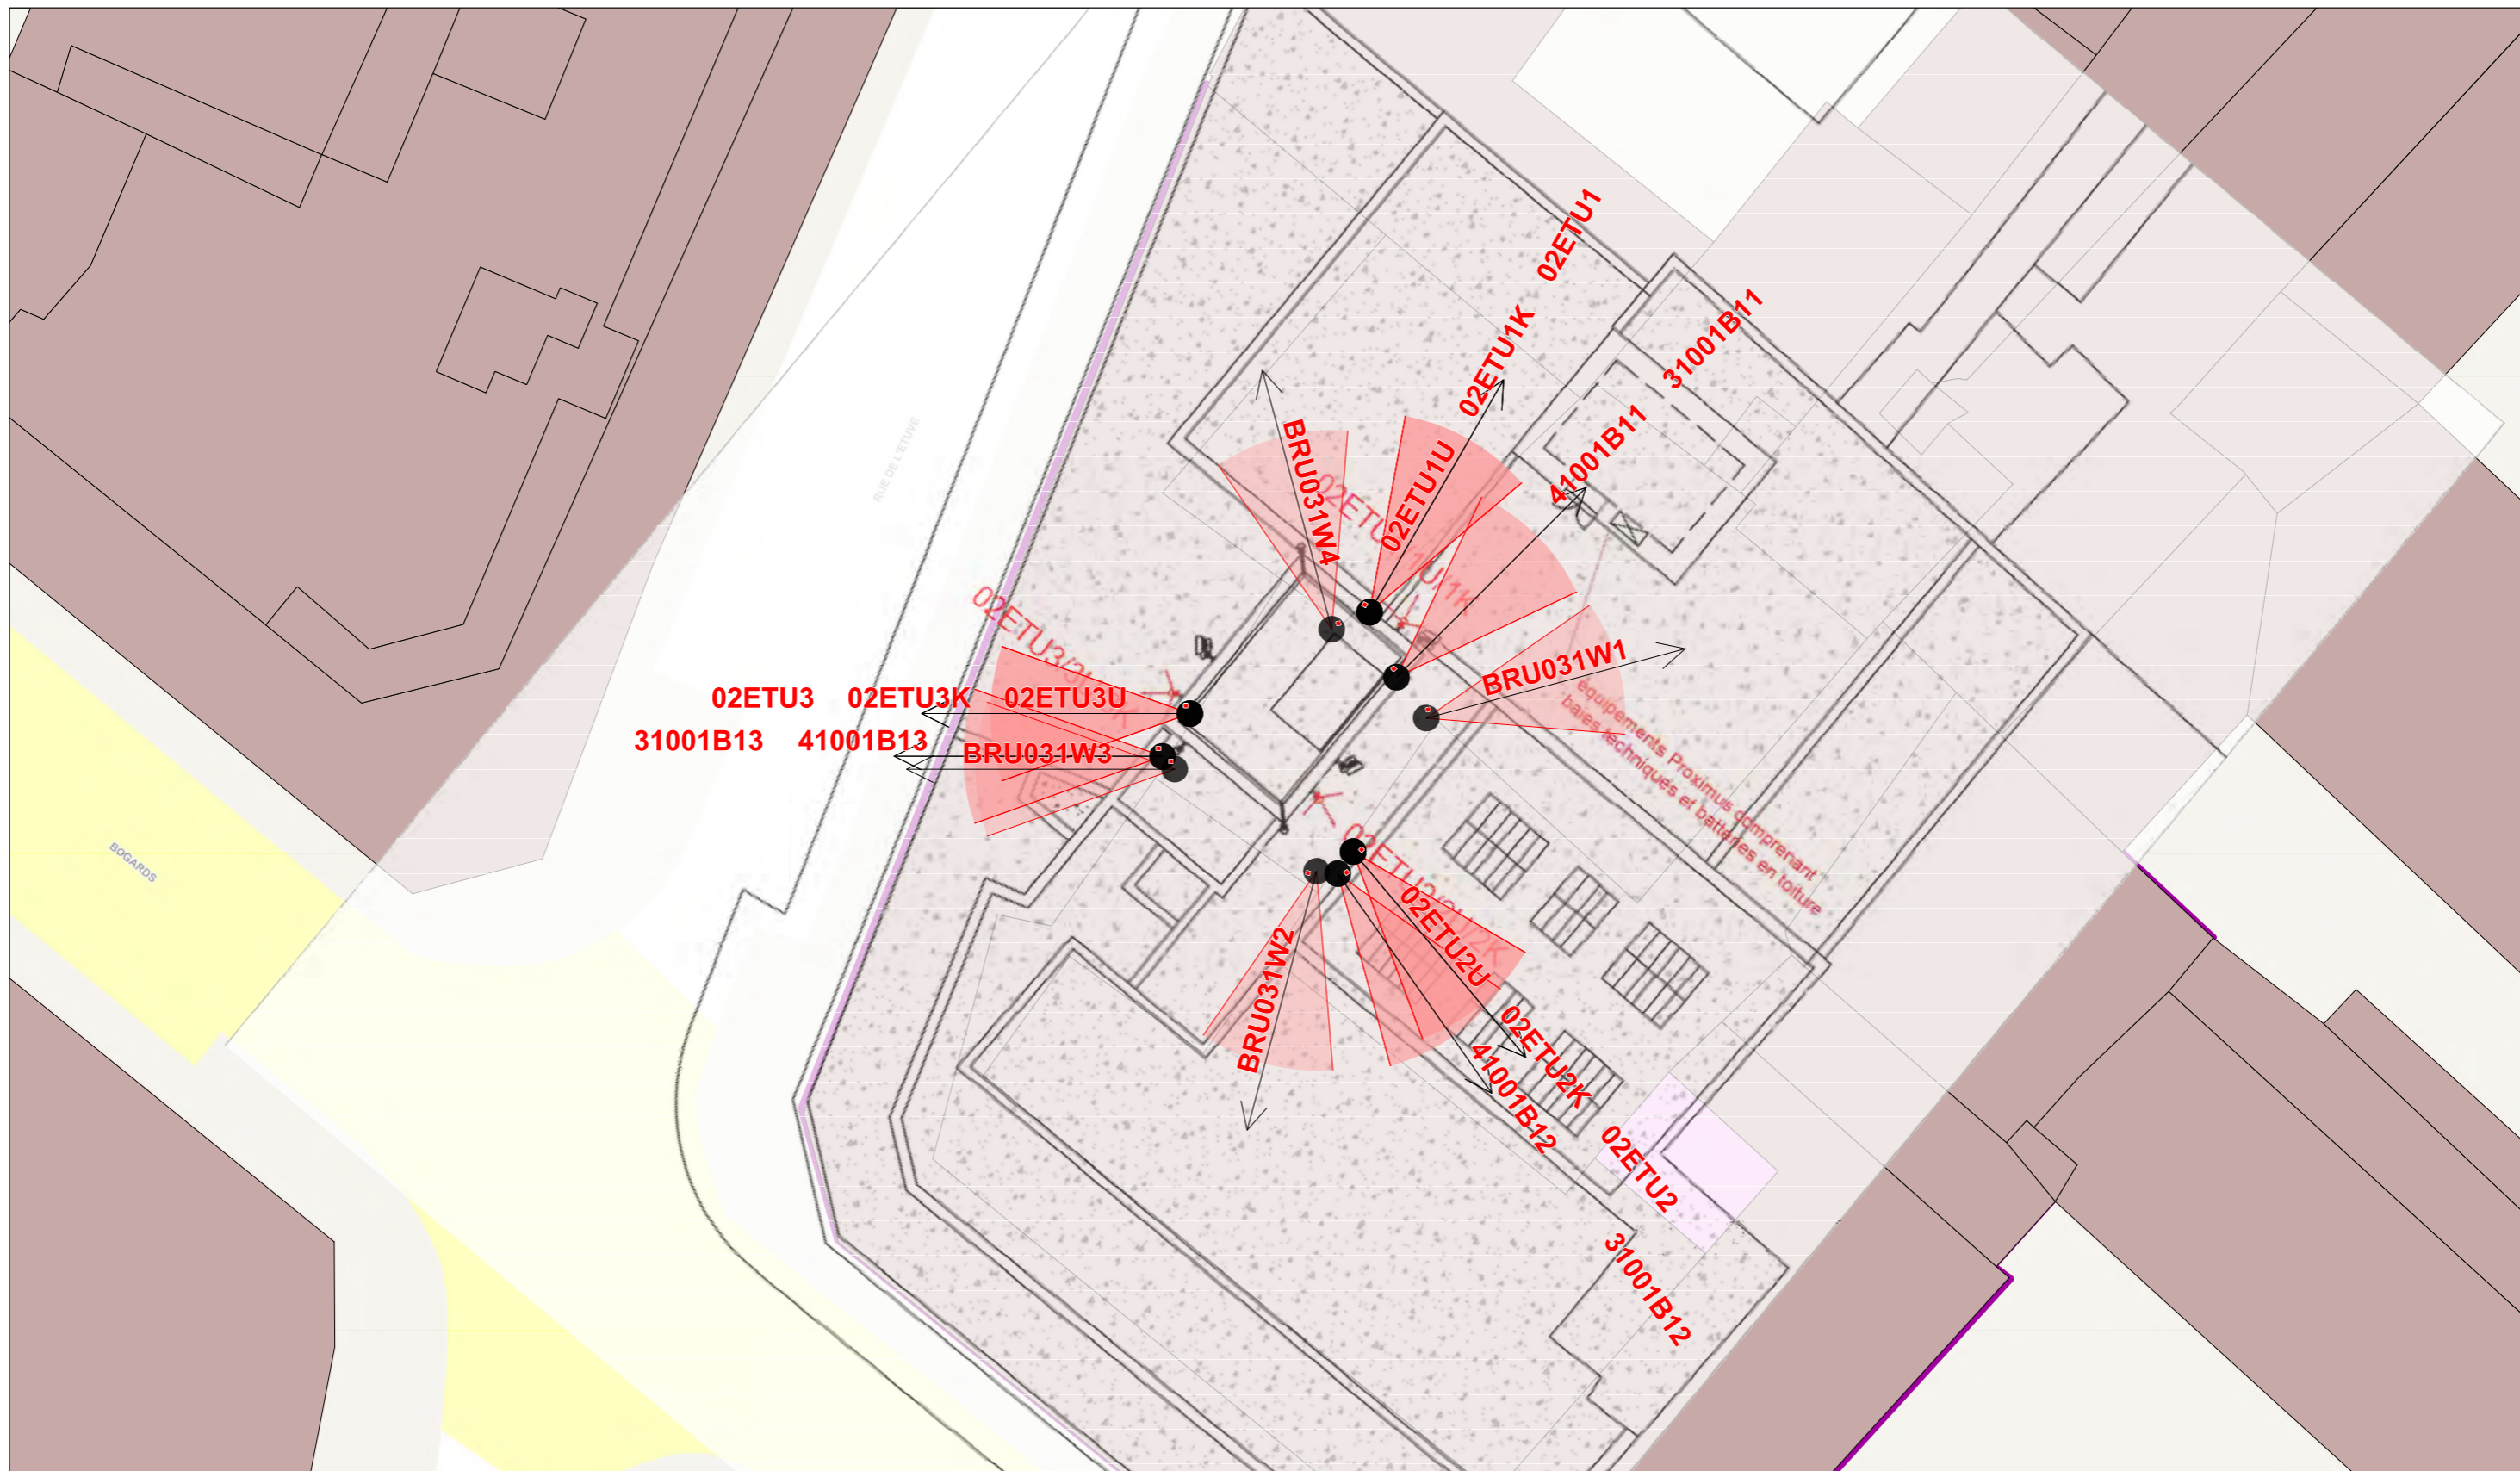 02ETU1
02ETU1K
31001B11
02ETU1U
41001B11
BRU031W4
RUE DE L'ETUVE
02ETU3 02ETU3K 02ETU3U
31001B13 41001B13
BRU031W3
BRU031W1
équipements Proximus comprenant
baies techniques et batteries en toiture
BOGARDS
02ETU2U
BRU031W2
02ETU2K
41001B12
02ETU2
31001B12